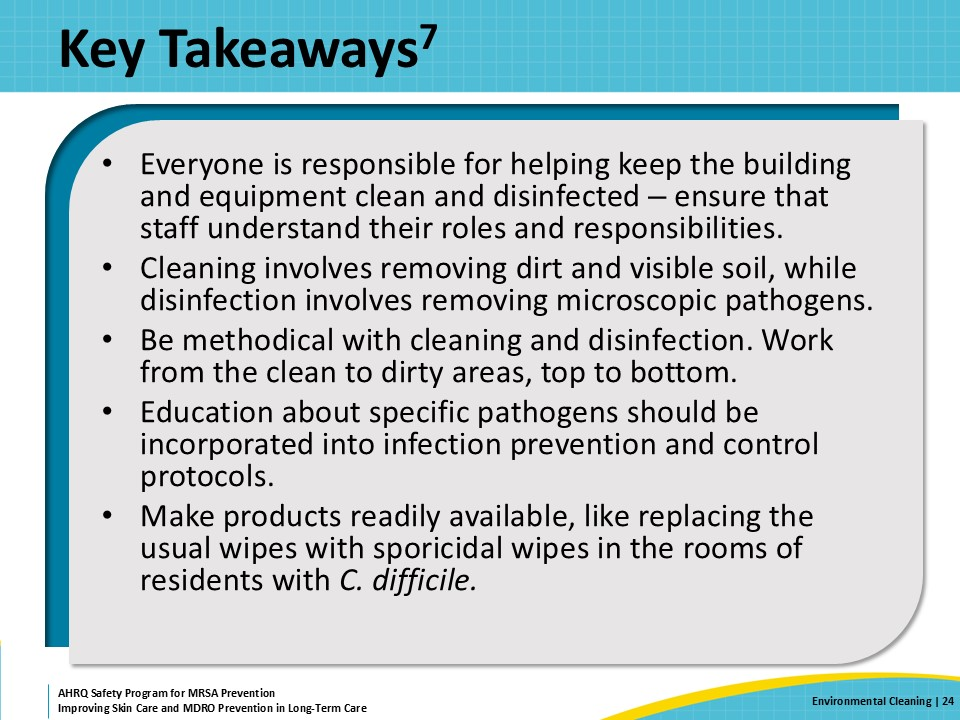 Key Takeaways⁷
• Everyone is responsible for helping keep the building
and equipment clean and disinfected – ensure that
staff understand their roles and responsibilities.
• Cleaning involves removing dirt and visible soil, while
disinfection involves removing microscopic pathogens.
• Be methodical with cleaning and disinfection. Work
from the clean to dirty areas, top to bottom.
• Education about specific pathogens should be
incorporated into infection prevention and control
protocols.
• Make products readily available, like replacing the
usual wipes with sporicidal wipes in the rooms of
residents with C. difficile.
AHRQ Safety Program for MRSA Prevention
Improving Skin Care and MDRO Prevention in Long-Term Care
Environmental Cleaning | 24